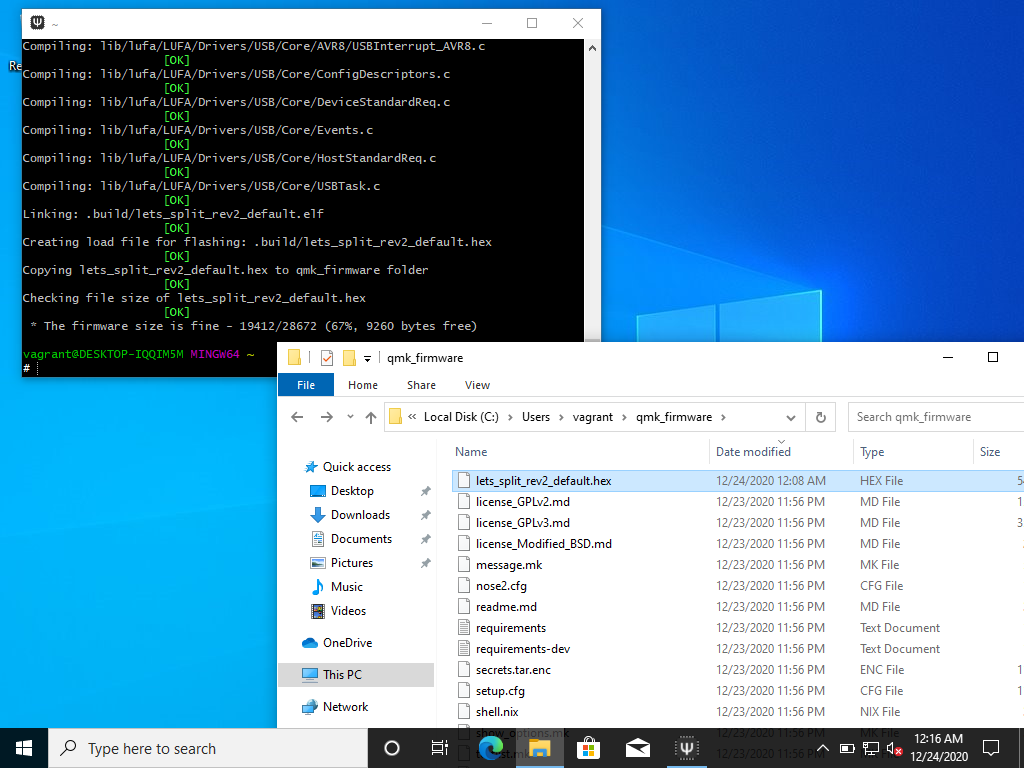 ~
Compiling: lib/lufa/LUFA/Drivers/USB/Core/AVR8/USBInterrupt_AVR8.c
[OK]
Compiling: lib/lufa/LUFA/Drivers/USB/Core/ConfigDescriptors.c
[OK]
Compiling: lib/lufa/LUFA/Drivers/USB/Core/DeviceStandardReq.c
[OK]
Compiling: lib/lufa/LUFA/Drivers/USB/Core/Events.c
[OK]
Compiling: lib/lufa/LUFA/Drivers/USB/Core/HostStandardReq.c
[OK]
Compiling: lib/lufa/LUFA/Drivers/USB/Core/USBTask.c
[OK]
Linking: .build/lets_split_rev2_default.elf
[OK]
Creating load file for flashing: .build/lets_split_rev2_default.hex
[OK]
Copying lets_split_rev2_default.hex to qmk_firmware folder
[OK]
Checking file size of lets_split_rev2_default.hex
[OK]
* The firmware size is fine - 19412/28672 (67%, 9260 bytes free)
vagrant@DESKTOP-IQQIM5M MINGW64 ~
#
Re
qmk_firmware
File Home Share View
« Local Disk (C:) › Users › vagrant › qmk_firmware ›
Search qmk_firmware
Name Date modified Type Size
Quick access
Desktop
Downloads
Documents
Pictures
Music
Videos
OneDrive
This PC
Network
lets_split_rev2_default.hex 12/24/2020 12:08 AM HEX File 5
license_GPLv2.md 12/23/2020 11:56 PM MD File 1
license_GPLv3.md 12/23/2020 11:56 PM MD File 3
license_Modified_BSD.md 12/23/2020 11:56 PM MD File
message.mk 12/23/2020 11:56 PM MK File
nose2.cfg 12/23/2020 11:56 PM CFG File
readme.md 12/23/2020 11:56 PM MD File
requirements 12/23/2020 11:56 PM Text Document
requirements-dev 12/23/2020 11:56 PM Text Document
secrets.tar.enc 12/23/2020 11:56 PM ENC File 1
setup.cfg 12/23/2020 11:56 PM CFG File 1
shell.nix 12/23/2020 11:56 PM NIX File
show_options.mk 12/23/2020 11:56 PM MK File
Type here to search
12:16 AM
12/24/2020